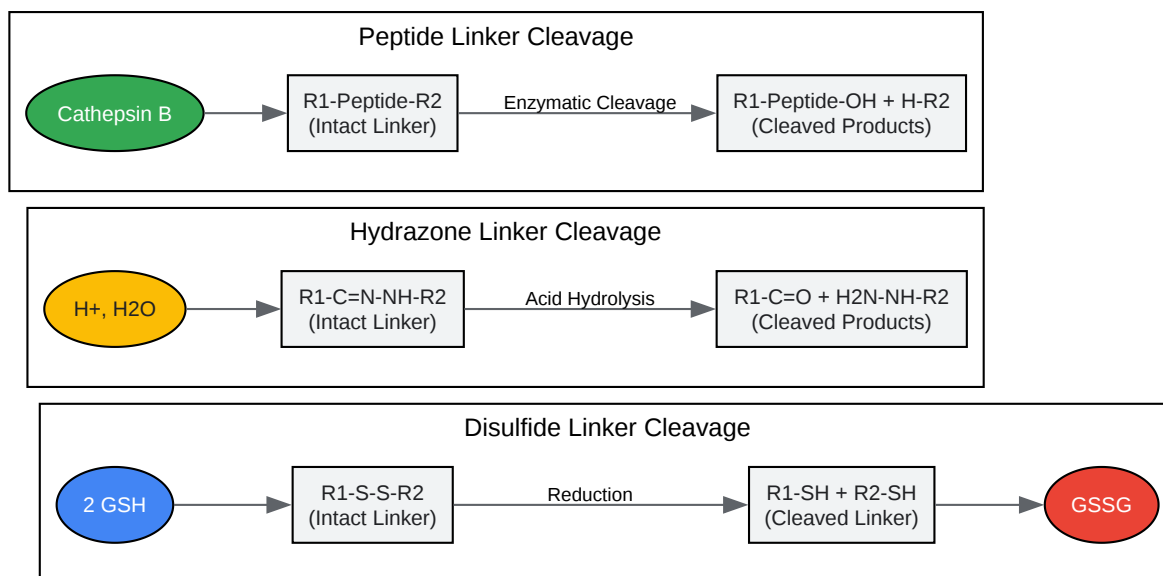 Peptide Linker Cleavage
Cathepsin B
R1-Peptide-R2
(Intact Linker)
Enzymatic Cleavage
R1-Peptide-OH + H-R2
(Cleaved Products)
Hydrazone Linker Cleavage
H+, H2O
R1-C=N-NH-R2
(Intact Linker)
Acid Hydrolysis
R1-C=O + H2N-NH-R2
(Cleaved Products)
Disulfide Linker Cleavage
2 GSH
R1-S-S-R2
(Intact Linker)
Reduction
R1-SH + R2-SH
(Cleaved Linker)
GSSG